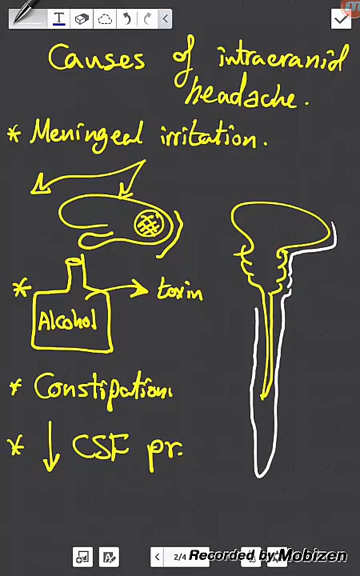 Causes of intracranial
headache.
* Meningeal irritation.
* Alcohol → toxin
* Constipation.
* ↓ CSF pr.
2/4
Recorded by Mobizen